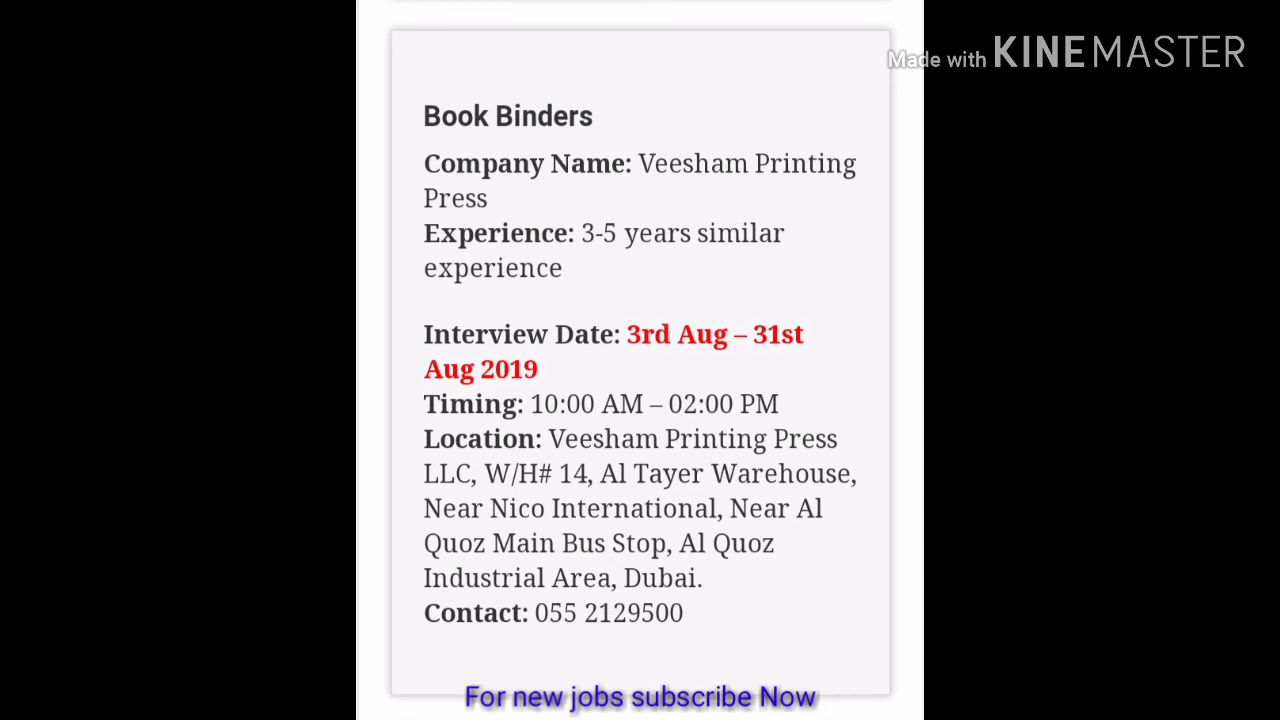 Made with KINEMASTER
Book Binders
Company Name: Veesham Printing
Press
Experience: 3-5 years similar
experience
Interview Date: 3rd Aug – 31st
Aug 2019
Timing: 10:00 AM – 02:00 PM
Location: Veesham Printing Press
LLC, W/H# 14, Al Tayer Warehouse,
Near Nico International, Near Al
Quoz Main Bus Stop, Al Quoz
Industrial Area, Dubai.
Contact: 055 2129500
For new jobs subscribe Now